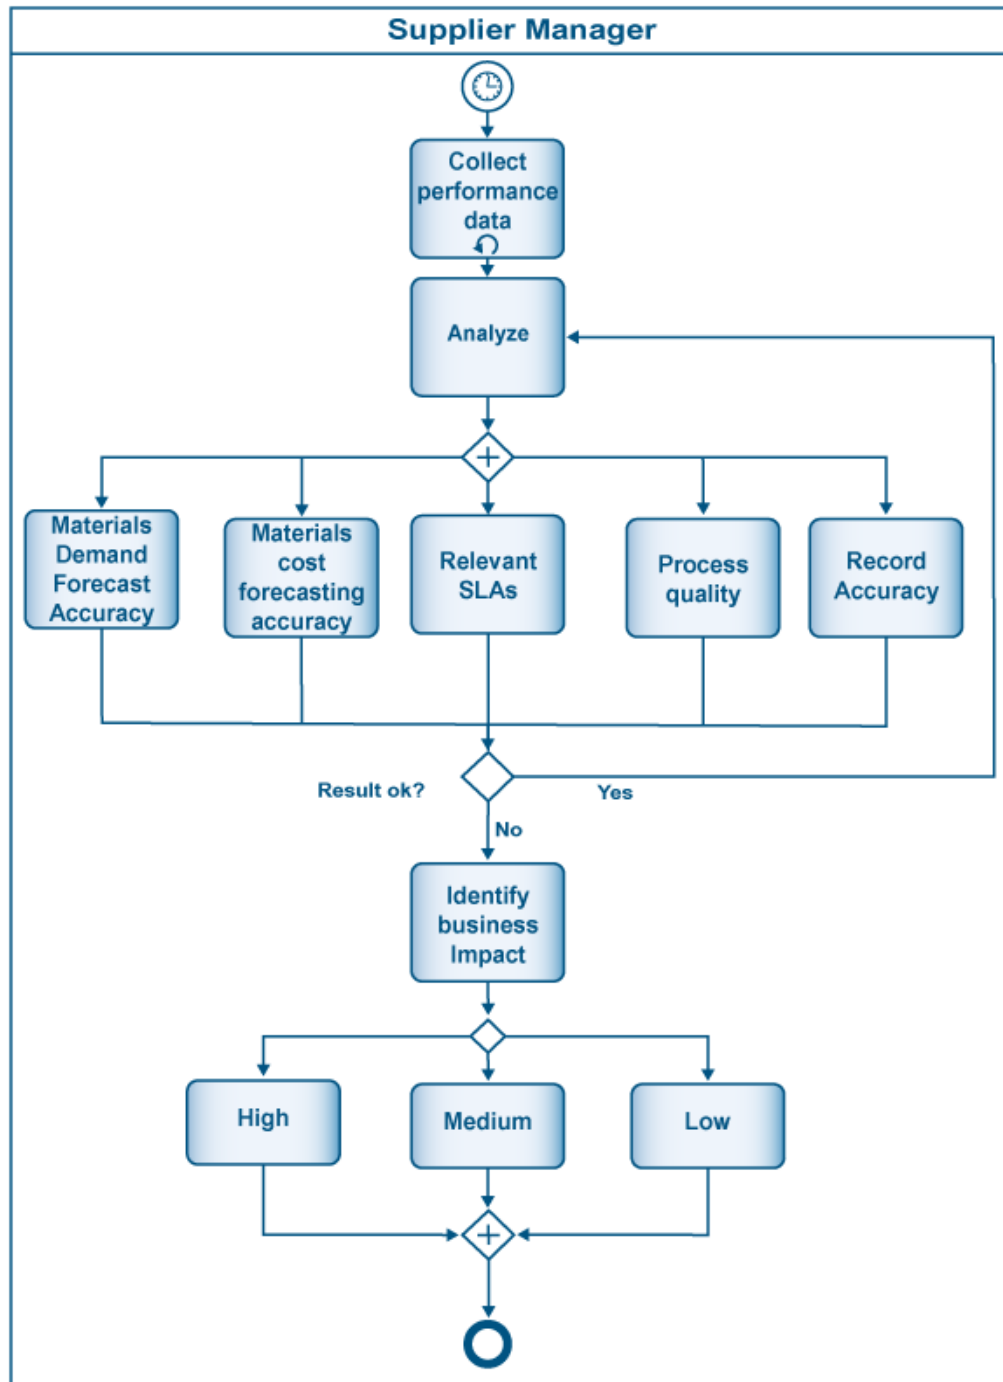 Supplier Manager
Collect
performance
data
Analyze
Materials
Demand
Forecast
Accuracy
Materials
cost
forecasting
accuracy
Relevant
SLAs
Process
quality
Record
Accuracy
Result ok?
Yes
No
Identify
business
Impact
High
Medium
Low